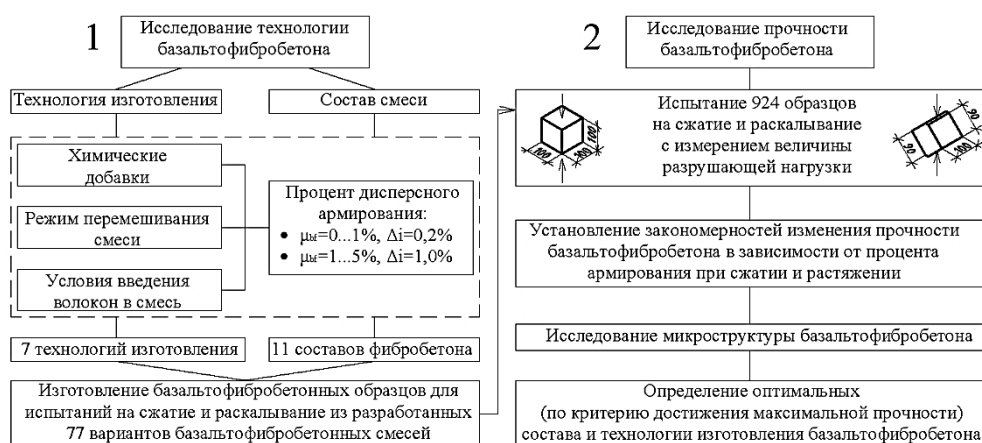 1
Исследование технологии
базальтофибробетона
Технология изготовления
Состав смеси
Химические
добавки
Режим перемешивания
смеси
Условия введения
волокон в смесь
Процент дисперсного
армирования:
• μм=0...1%, Δi=0,2%
• μм=1...5%, Δi=1,0%
7 технологий изготовления
11 составов фибробетона
Изготовление базальтофибробетонных образцов для
испытаний на сжатие и раскалывание из разработанных
77 вариантов базальтофибробетонных смесей
2
Исследование прочности
базальтофибробетона
100
100
100
Испытание 924 образцов
на сжатие и раскалывание
с измерением величины
разрушающей нагрузки
90
90
100
Установление закономерностей изменения прочности
базальтофибробетона в зависимости от процента
армирования при сжатии и растяжении
Исследование микроструктуры базальтофибробетона
Определение оптимальных
(по критерию достижения максимальной прочности)
состава и технологии изготовления базальтофибробетона